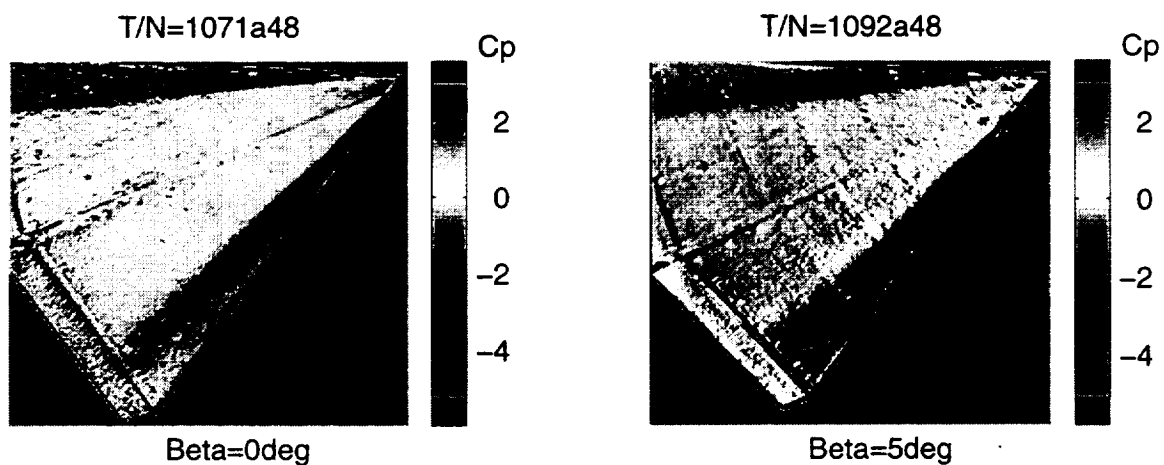 T/N=1071a48
Cp
2
0
−2
−4
Beta=0deg
T/N=1092a48
Cp
2
0
−2
−4
Beta=5deg